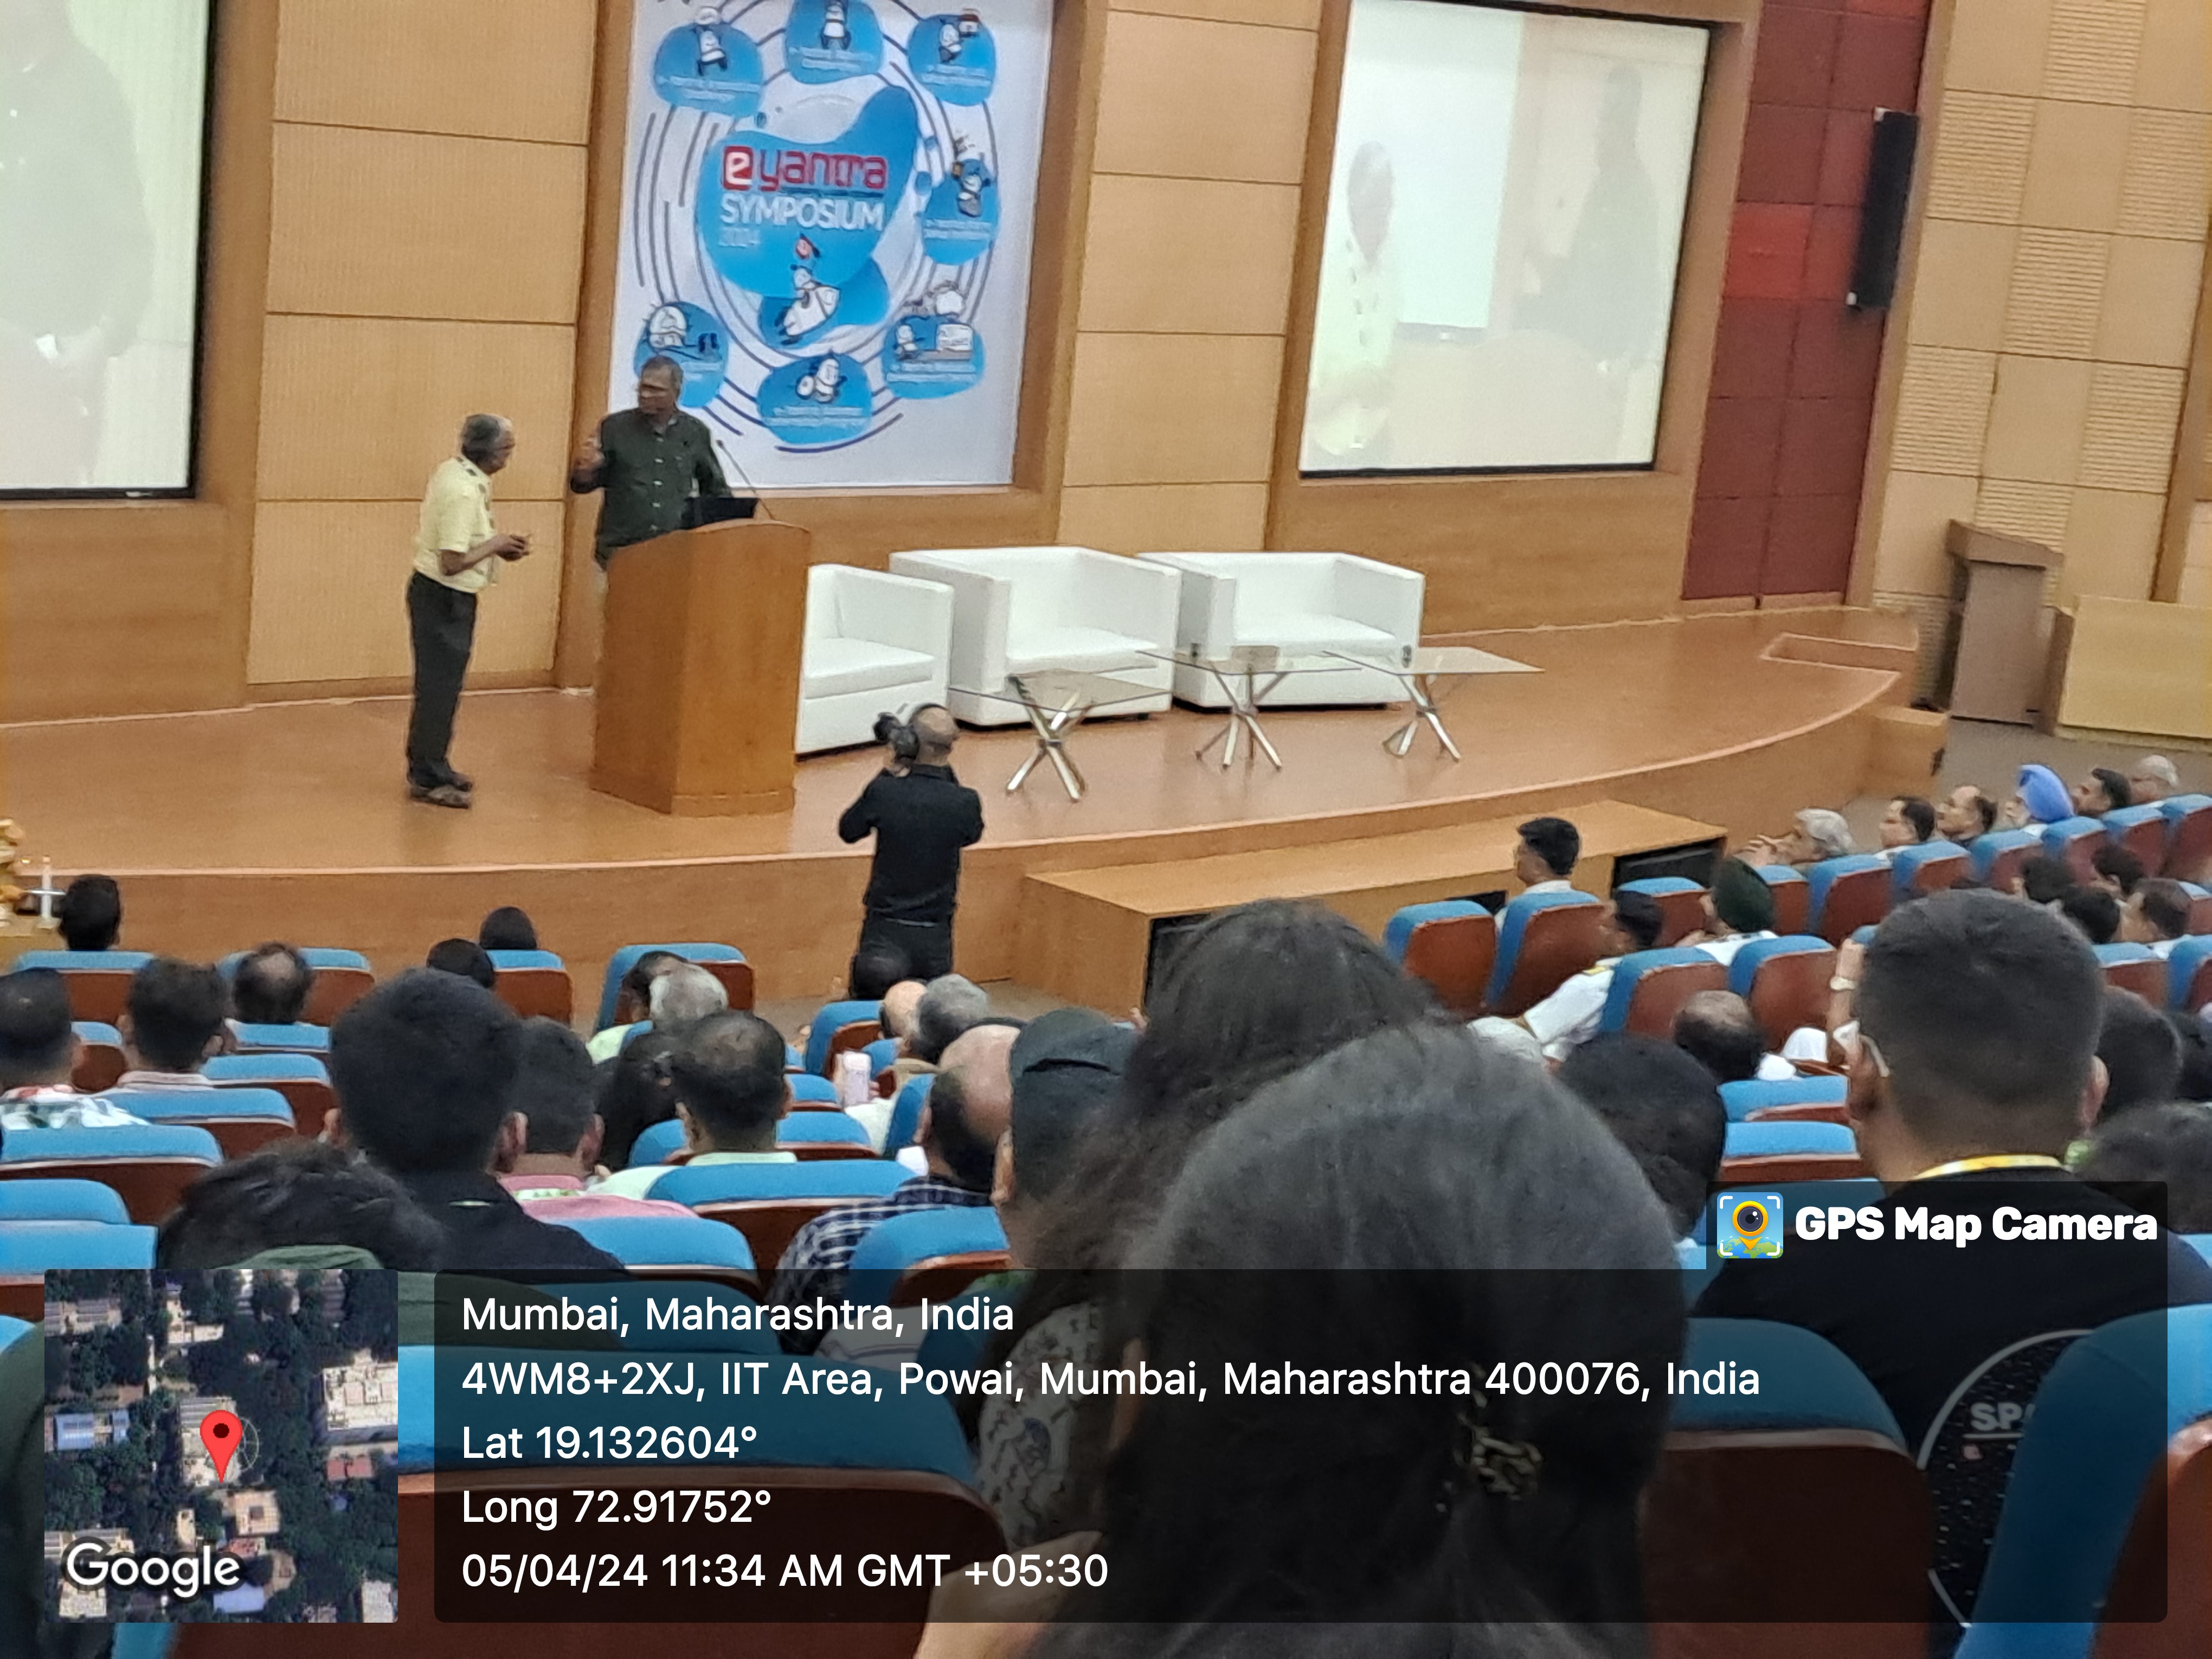 e yantra
SYMPOSIUM
2024
GPS Map Camera
Mumbai, Maharashtra, India
4WM8+2XJ, IIT Area, Powai, Mumbai, Maharashtra 400076, India
Lat 19.132604°
Long 72.91752°
05/04/24 11:34 AM GMT +05:30
Google